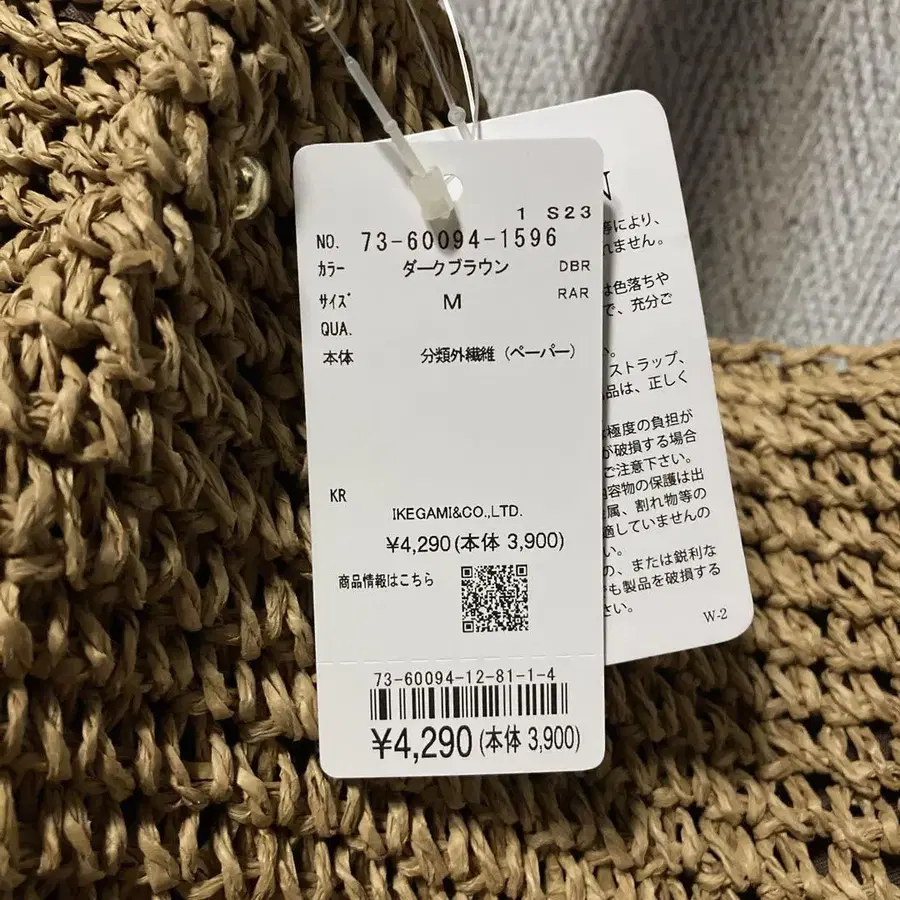 1 S23
NO. 73-60094-1596
カラー ダークブラウン DBR
サイズ M RAR
QUA.
本体 分類外繊維(ペーパー)
KR
IKEGAMI&CO.,LTD.
¥4,290(本体 3,900)
商品情報はこちら
73-60094-12-81-1-4
¥4,290(本体 3,900)
N
等により、
れません。
は色落ちや
で、充分ご
い。
ストラップ、
品は、正しく
極度の負担が
が破損する場合
ご注意下さい。
内容物の保護は出
属、割れ物等の
適していませんの
い。
の、または鋭利な
も製品を破損する
さい。
W-2